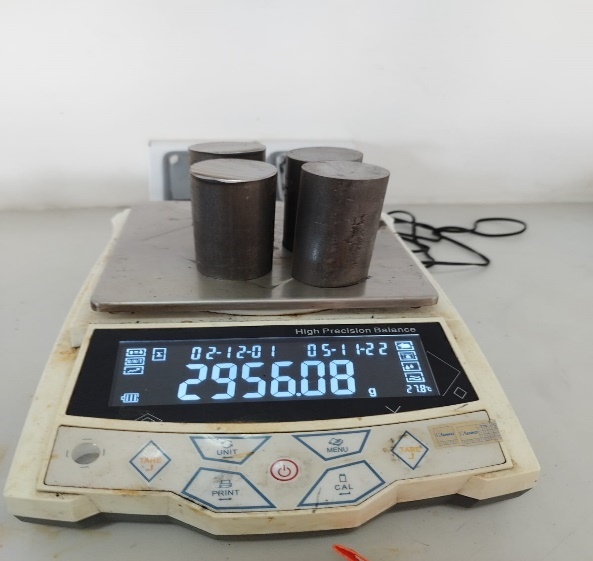 High Precision Balance
02-12-01 05-11-22
2956.08 g
27.8℃
UNIT
MENU
TARE
PRINT
CAL